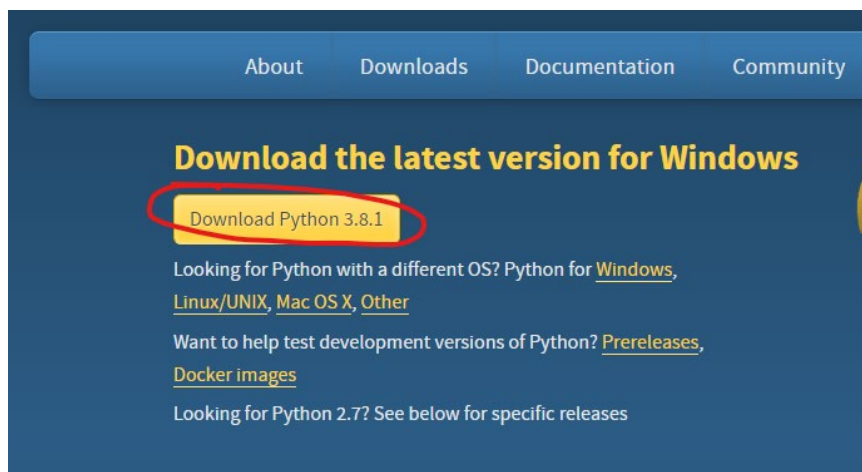 About Downloads Documentation Community
Download the latest version for Windows
Download Python 3.8.1
Looking for Python with a different OS? Python for Windows,
Linux/UNIX, Mac OS X, Other
Want to help test development versions of Python? Prereleases,
Docker images
Looking for Python 2.7? See below for specific releases